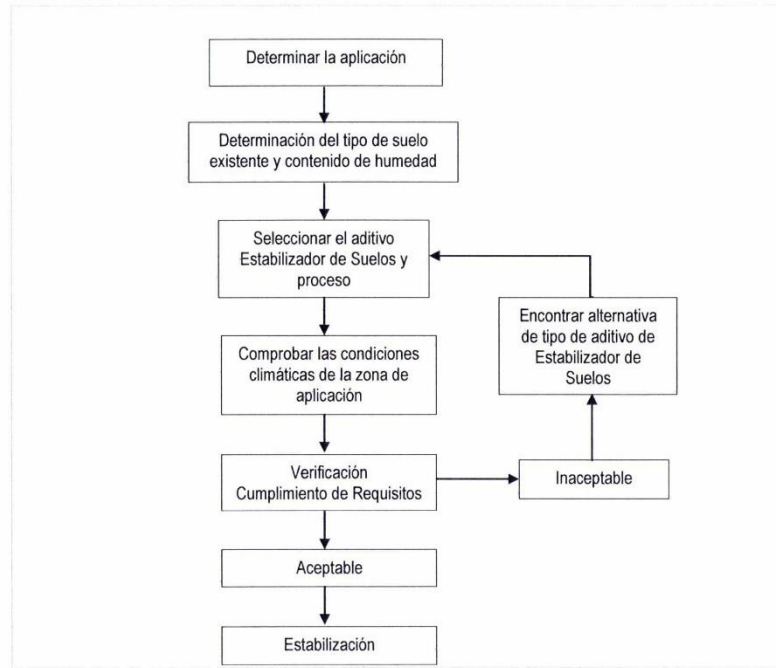 Determinar la aplicación
Determinación del tipo de suelo
existente y contenido de humedad
Seleccionar el aditivo
Estabilizador de Suelos y
proceso
Encontrar alternativa
de tipo de aditivo de
Estabilizador de
Suelos
Comprobar las condiciones
climáticas de la zona de
aplicación
Verificación
Cumplimiento de Requisitos
Inaceptable
Aceptable
Estabilización